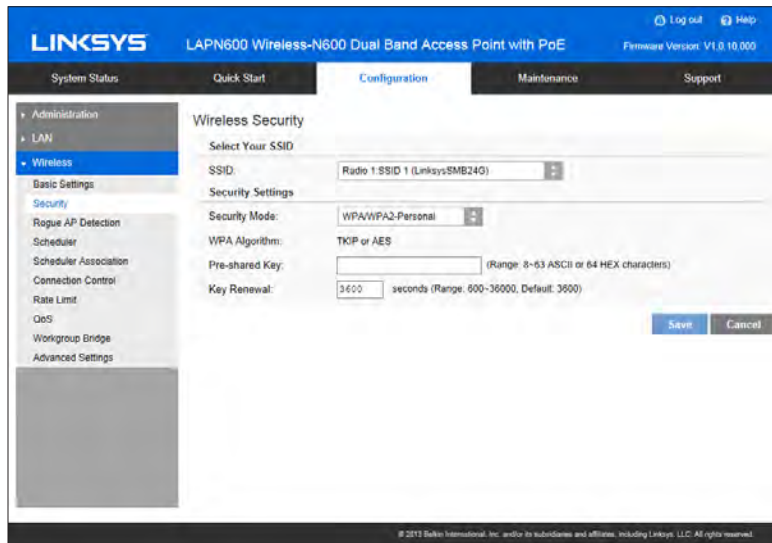 Log out Help
LINKSYS LAPN600 Wireless-N600 Dual Band Access Point with PoE Firmware Version: V1.0.10.000
System Status Quick Start Configuration Maintenance Support
Administration
LAN
Wireless
Basic Settings
Security
Rogue AP Detection
Scheduler
Scheduler Association
Connection Control
Rate Limit
QoS
Workgroup Bridge
Advanced Settings
Wireless Security
Select Your SSID
SSID: Radio 1:SSID 1 (LinksysSMB24G)
Security Settings
Security Mode: WPA/WPA2-Personal
WPA Algorithm: TKIP or AES
Pre-shared Key: (Range: 8~63 ASCII or 64 HEX characters)
Key Renewal: 3600 seconds (Range: 600~36000, Default: 3600)
Save Cancel
© 2013 Belkin International, Inc. and/or its subsidiaries and affiliates, including Linksys, LLC. All rights reserved.